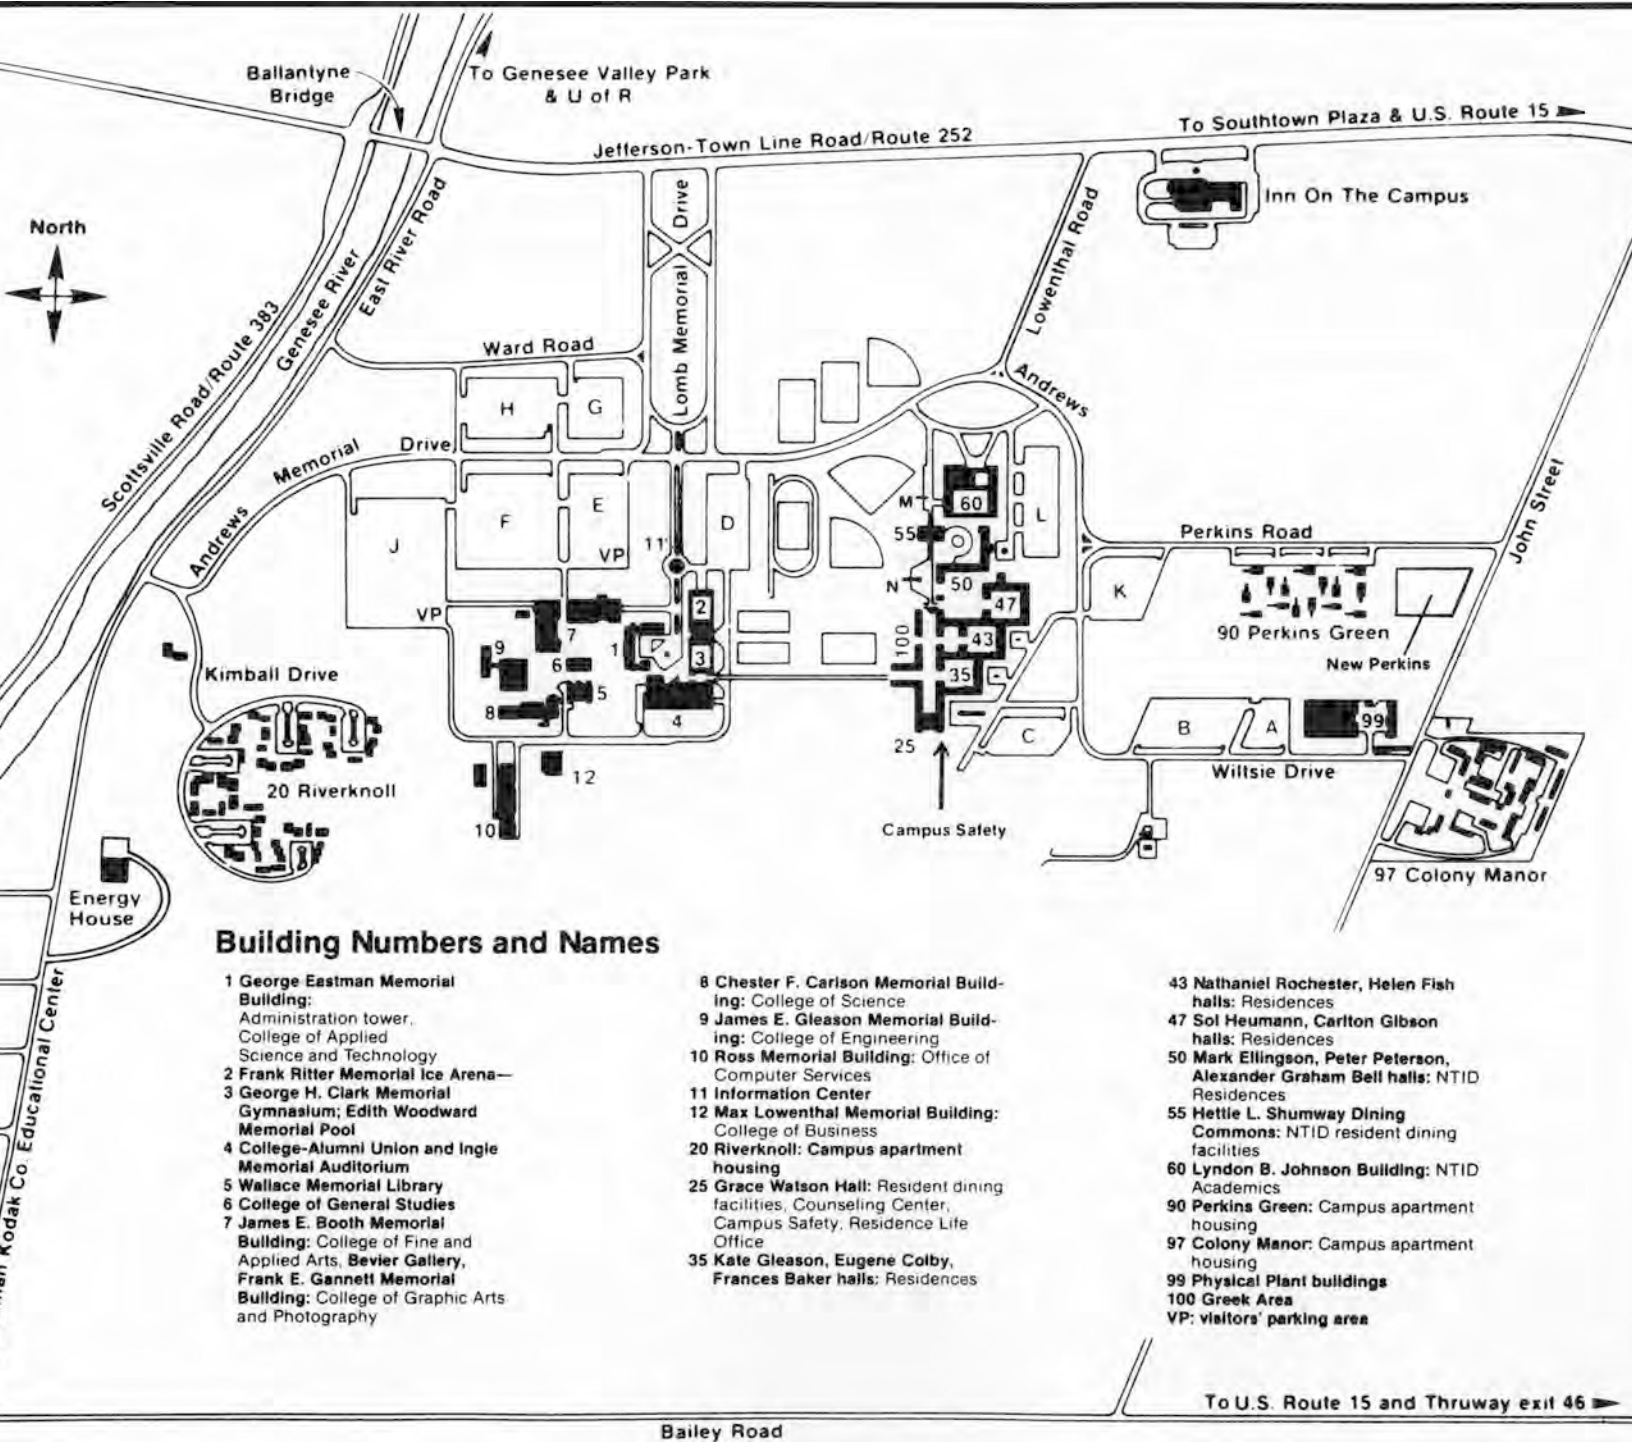 Ballantyne
Bridge
To Genesee Valley Park
& U of R
To Southtown Plaza & U.S. Route 15
Jefferson-Town Line Road/Route 252
Inn On The Campus
North
Scottsville Road/Route 383
Genesee River
East River Road
Lomb Memorial Drive
Lowenthal Road
Ward Road
Andrews
H
G
Andrews Memorial Drive
John Street
M
60
L
J
F
E
VP
11
D
55
Perkins Road
N
50
47
K
VP
2
7
1
3
100
43
35
90 Perkins Green
New Perkins
9
6
5
8
4
25
Kimball Drive
C
B
A
99
Wiltsie Drive
20 Riverknoll
12
10
Campus Safety
97 Colony Manor
Energy
House
Kodak Co. Educational Center
Building Numbers and Names
1 George Eastman Memorial
Building:
Administration tower,
College of Applied
Science and Technology
2 Frank Ritter Memorial Ice Arena—
3 George H. Clark Memorial
Gymnasium; Edith Woodward
Memorial Pool
4 College-Alumni Union and Ingle
Memorial Auditorium
5 Wallace Memorial Library
6 College of General Studies
7 James E. Booth Memorial
Building: College of Fine and
Applied Arts, Bevier Gallery,
Frank E. Gannett Memorial
Building: College of Graphic Arts
and Photography
8 Chester F. Carlson Memorial Build-
ing: College of Science
9 James E. Gleason Memorial Build-
ing: College of Engineering
10 Ross Memorial Building: Office of
Computer Services
11 Information Center
12 Max Lowenthal Memorial Building:
College of Business
20 Riverknoll: Campus apartment
housing
25 Grace Watson Hall: Resident dining
facilities, Counseling Center,
Campus Safety, Residence Life
Office
35 Kate Gleason, Eugene Colby,
Frances Baker halls: Residences
43 Nathaniel Rochester, Helen Fish
halls: Residences
47 Sol Heumann, Carlton Gibson
halls: Residences
50 Mark Ellingson, Peter Peterson,
Alexander Graham Bell halls: NTID
Residences
55 Hettie L. Shumway Dining
Commons: NTID resident dining
facilities
60 Lyndon B. Johnson Building: NTID
Academics
90 Perkins Green: Campus apartment
housing
97 Colony Manor: Campus apartment
housing
99 Physical Plant buildings
100 Greek Area
VP: visitors' parking area
To U.S. Route 15 and Thruway exit 46
Bailey Road